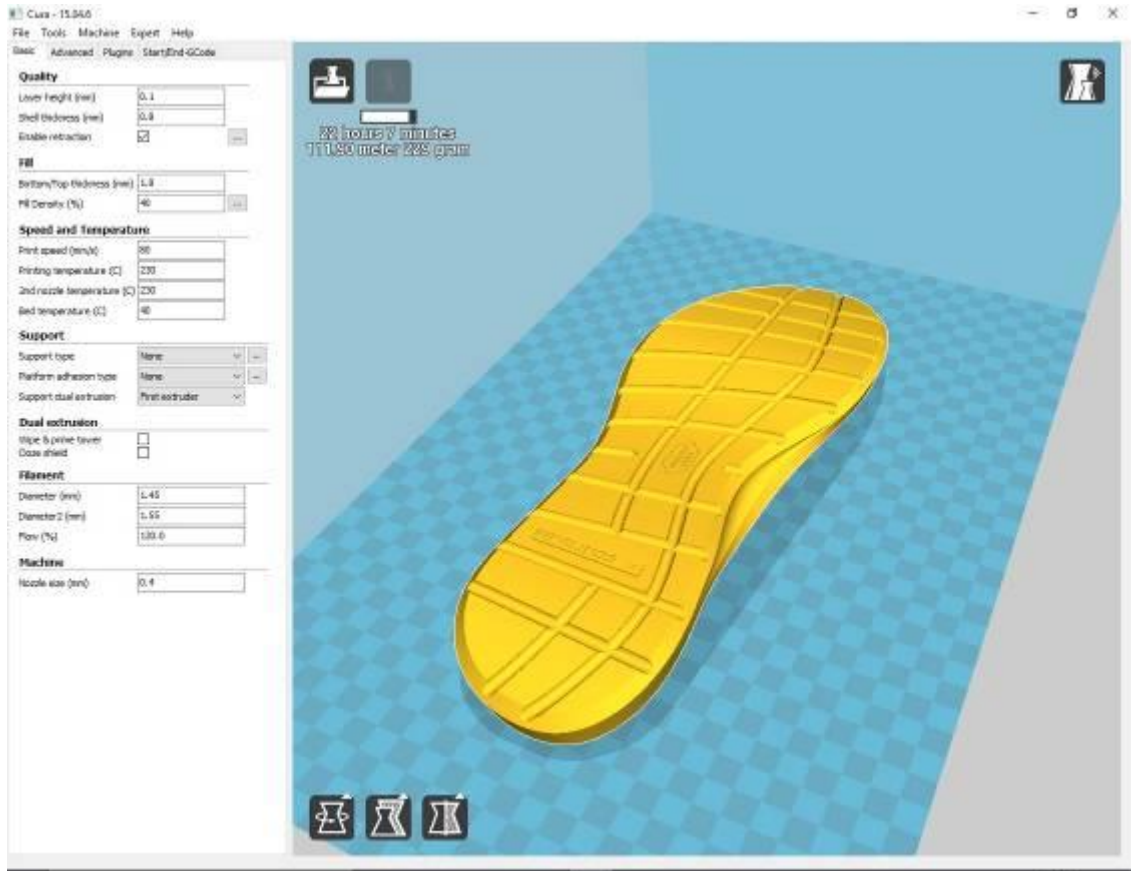 Cura - 15.04.6
File Tools Machine Expert Help
Basic Advanced Plugins Start/End-GCode
Quality
Layer height (mm) 0.1
Shell thickness (mm) 0.8
Enable retraction
Fill
Bottom/Top thickness (mm) 1.8
Fill Density (%) 40
Speed and Temperature
Print speed (mm/s) 80
Printing temperature (C) 230
2nd nozzle temperature (C) 230
Bed temperature (C) 40
Support
Support type None
Platform adhesion type None
Support dual extrusion First extruder
Dual extrusion
Wipe & prime tower
Ooze shield
Filament
Diameter (mm) 1.45
Diameter2 (mm) 1.55
Flow (%)
Machine
Nozzle size (mm) 0.4
22 hours 7 minutes
111.90 meter 229 gram